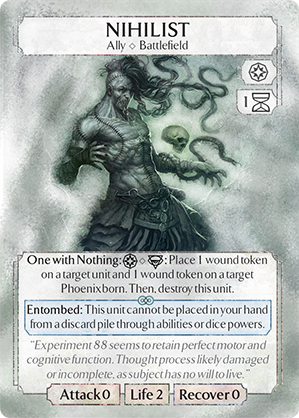 NIHILIST
Ally ◇ Battlefield
1
One with Nothing: ◇ : Place 1 wound token
on a target unit and 1 wound token on a target
Phoenixborn. Then, destroy this unit.
Entombed: This unit cannot be placed in your hand
from a discard pile through abilities or dice powers.
"Experiment 88 seems to retain perfect motor and
cognitive function. Thought process likely damaged
or incomplete, as subject has no will to live."
Attack 0 Life 2 Recover 0